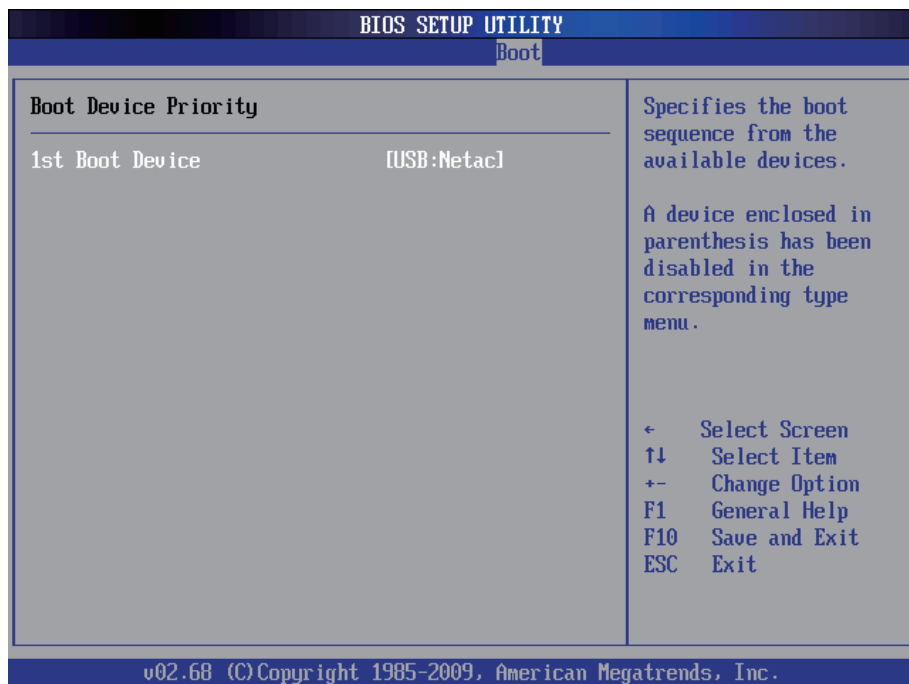 BIOS SETUP UTILITY
Boot
Boot Device Priority
1st Boot Device [USB:Netac]
Specifies the boot
sequence from the
available devices.
A device enclosed in
parenthesis has been
disabled in the
corresponding type
menu.
← Select Screen
↑↓ Select Item
+- Change Option
F1 General Help
F10 Save and Exit
ESC Exit
v02.68 (C)Copyright 1985-2009, American Megatrends, Inc.